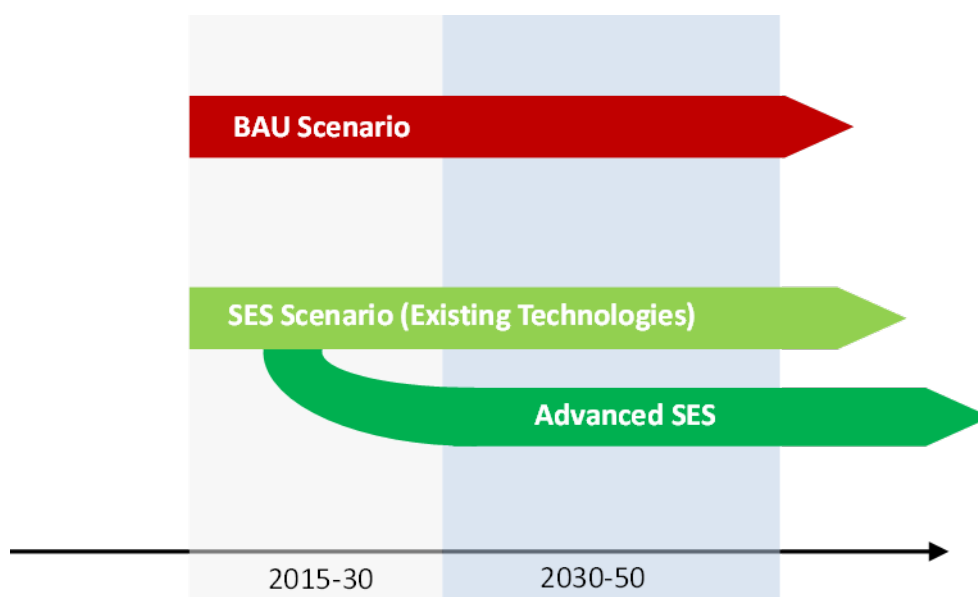 BAU Scenario
SES Scenario (Existing Technologies)
Advanced SES
2015-30
2030-50